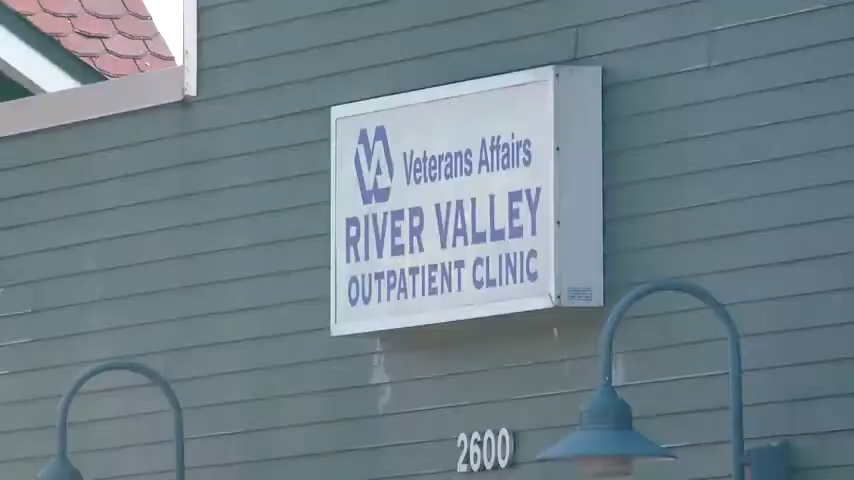 VA Veterans Affairs
RIVER VALLEY
OUTPATIENT CLINIC
2600